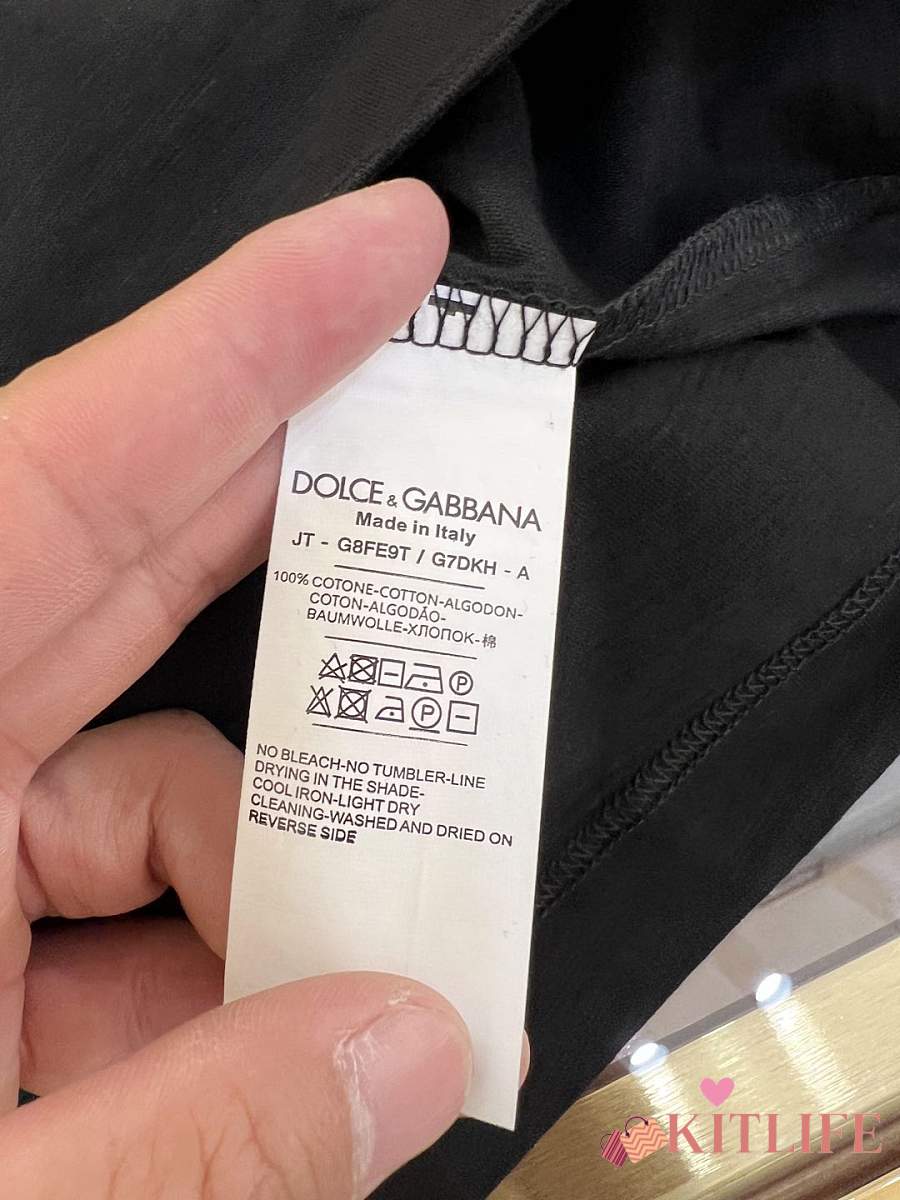 DOLCE & GABBANA
Made in Italy
JT - G8FE9T / G7DKH - A
100% COTONE-COTTON-ALGODON-
COTON-ALGODÃO-
BAUMWOLLE-ХЛОПОК-棉
P
P
NO BLEACH-NO TUMBLER-LINE
DRYING IN THE SHADE-
COOL IRON-LIGHT DRY
CLEANING-WASHED AND DRIED ON
REVERSE SIDE
KITLIFE